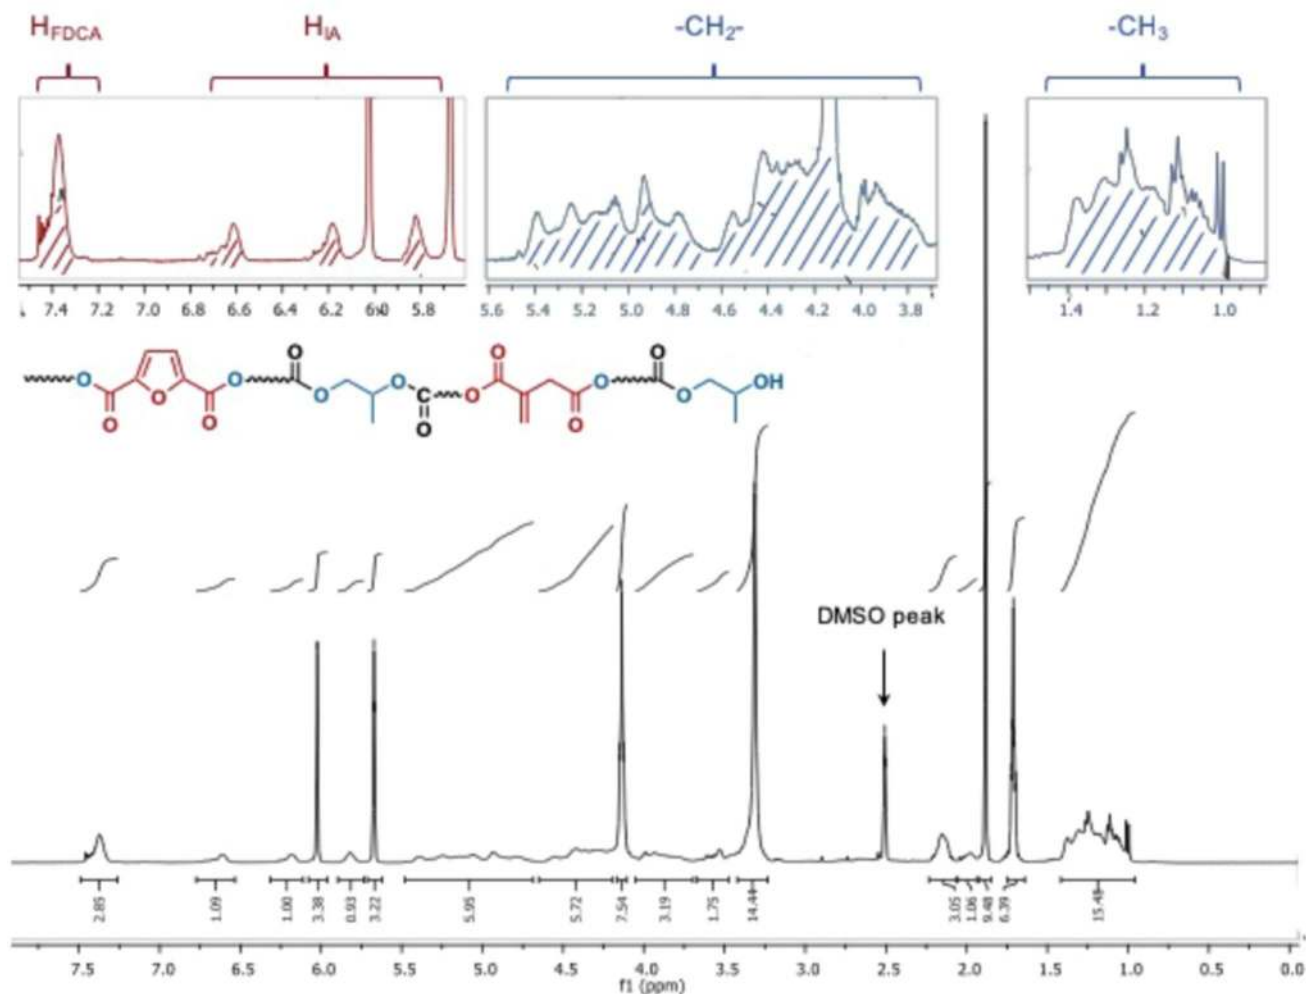 H_FDCA H_IA -CH₂- -CH₃
7.4 7.2 7.0 6.8 6.6 6.4 6.2 6.0 5.8
5.6 5.4 5.2 5.0 4.8 4.6 4.4 4.2 4.0 3.8
1.4 1.2 1.0
O O O
O O O O O O OH
O O C O O
O O O
O
DMSO peak
2.85 1.09 1.00 3.38 0.93 3.22 5.95 5.72 7.54 3.19 1.75 14.44 3.05 1.06 9.48 6.39 15.48
7.5 7.0 6.5 6.0 5.5 5.0 4.5 4.0 3.5 3.0 2.5 2.0 1.5 1.0 0.5 0.0
f1 (ppm)